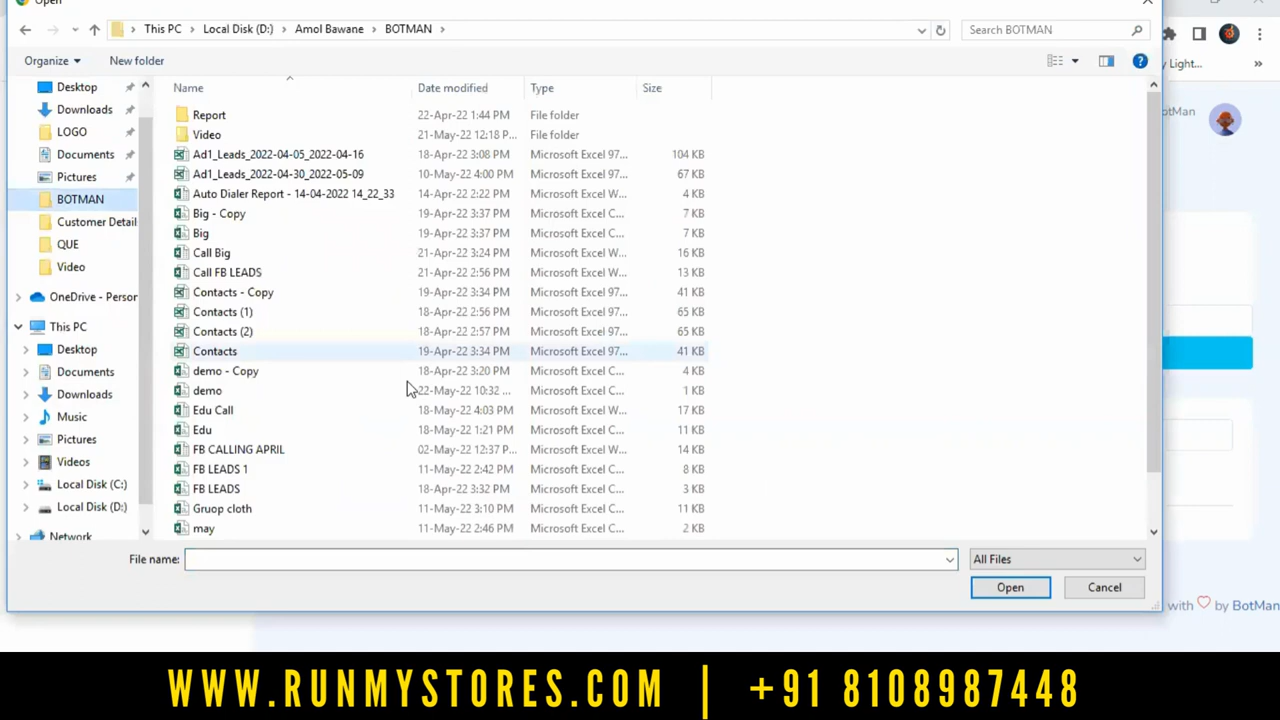 Open
This PC > Local Disk (D:) > Amol Bawane > BOTMAN >
Search BOTMAN
Organize
New folder
Name Date modified Type Size
Desktop
Downloads
LOGO
Documents
Pictures
BOTMAN
Customer Detail
QUE
Video
OneDrive - Persor
This PC
Desktop
Documents
Downloads
Music
Pictures
Videos
Local Disk (C:)
Local Disk (D:)
Network
Report 22-Apr-22 1:44 PM File folder
Video 21-May-22 12:18 P... File folder
Ad1_Leads_2022-04-05_2022-04-16 18-Apr-22 3:08 PM Microsoft Excel 97... 104 KB
Ad1_Leads_2022-04-30_2022-05-09 10-May-22 4:00 PM Microsoft Excel 97... 67 KB
Auto Dialer Report - 14-04-2022 14_22_33 14-Apr-22 2:22 PM Microsoft Excel W... 4 KB
Big - Copy 19-Apr-22 3:37 PM Microsoft Excel C... 7 KB
Big 19-Apr-22 3:37 PM Microsoft Excel C... 7 KB
Call Big 21-Apr-22 3:24 PM Microsoft Excel W... 16 KB
Call FB LEADS 21-Apr-22 2:56 PM Microsoft Excel W... 13 KB
Contacts - Copy 19-Apr-22 3:34 PM Microsoft Excel 97... 41 KB
Contacts (1) 18-Apr-22 2:56 PM Microsoft Excel 97... 65 KB
Contacts (2) 18-Apr-22 2:57 PM Microsoft Excel 97... 65 KB
Contacts 19-Apr-22 3:34 PM Microsoft Excel 97... 41 KB
demo - Copy 18-Apr-22 3:20 PM Microsoft Excel C... 4 KB
demo 22-May-22 10:32 ... Microsoft Excel C... 1 KB
Edu Call 18-May-22 4:03 PM Microsoft Excel W... 17 KB
Edu 18-May-22 1:21 PM Microsoft Excel C... 11 KB
FB CALLING APRIL 02-May-22 12:37 P... Microsoft Excel W... 14 KB
FB LEADS 1 11-May-22 2:42 PM Microsoft Excel C... 8 KB
FB LEADS 18-Apr-22 3:32 PM Microsoft Excel C... 3 KB
Gruop cloth 11-May-22 3:10 PM Microsoft Excel C... 11 KB
may 11-May-22 2:46 PM Microsoft Excel C... 2 KB
File name:
All Files
Open
Cancel
y Light...
otMan
with ♡ by BotMan
WWW.RUNMYSTORES.COM | +91 8108987448